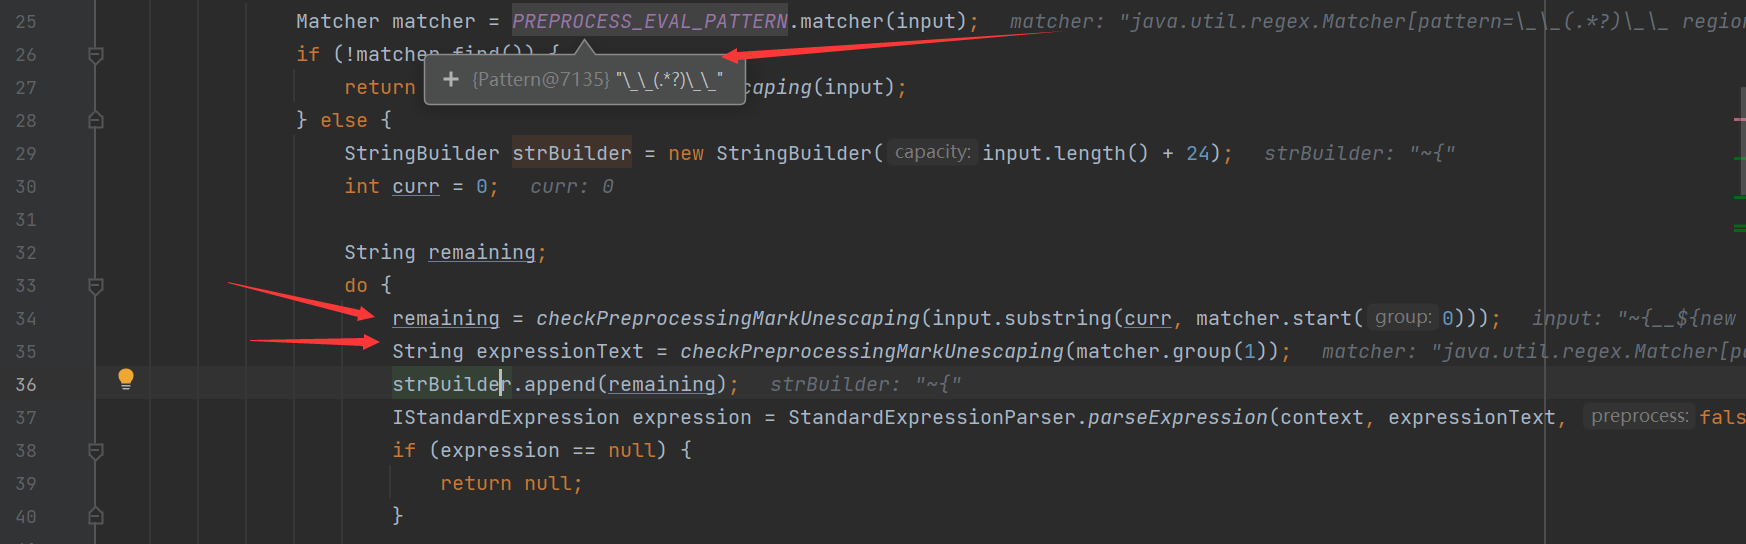 25 Matcher matcher = PREPROCESS_EVAL_PATTERN.matcher(input); matcher: "java.util.regex.Matcher[pattern=\_\_(.*?)\_\_ region
26 if (!matcher.find()) {
+ {Pattern@7135} "\_\_(.*?)\_\_"
27 return caping(input);
28 } else {
29 StringBuilder strBuilder = new StringBuilder( capacity: input.length() + 24); strBuilder: "~{"
30 int curr = 0; curr: 0
31
32 String remaining;
33 do {
34 remaining = checkPreprocessingMarkUnescaping(input.substring(curr, matcher.start( group: 0))); input: "~{__${new
35 String expressionText = checkPreprocessingMarkUnescaping(matcher.group(1)); matcher: "java.util.regex.Matcher[pa
36 strBuilder.append(remaining); strBuilder: "~{"
37 IStandardExpression expression = StandardExpressionParser.parseExpression(context, expressionText, preprocess: fals
38 if (expression == null) {
39 return null;
40 }